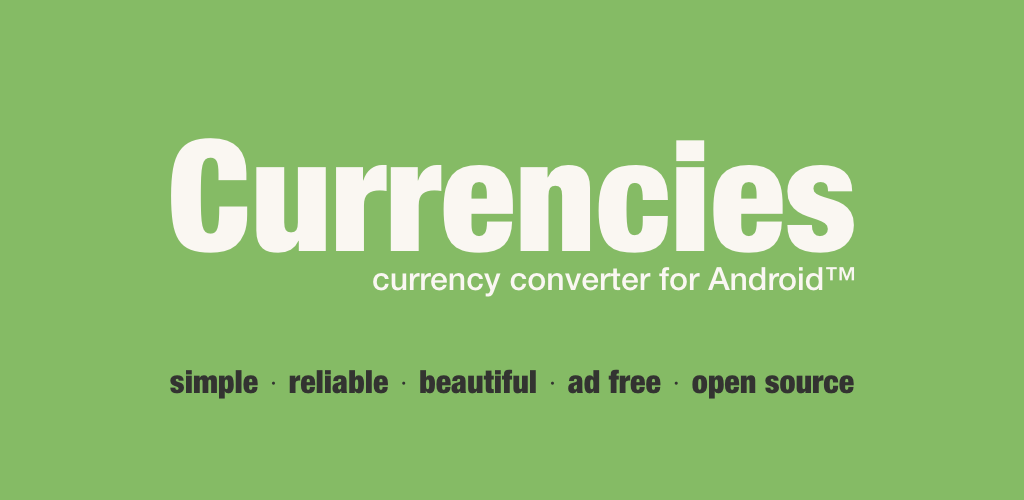 Currencies
currency converter for Android™
simple · reliable · beautiful · ad free · open source